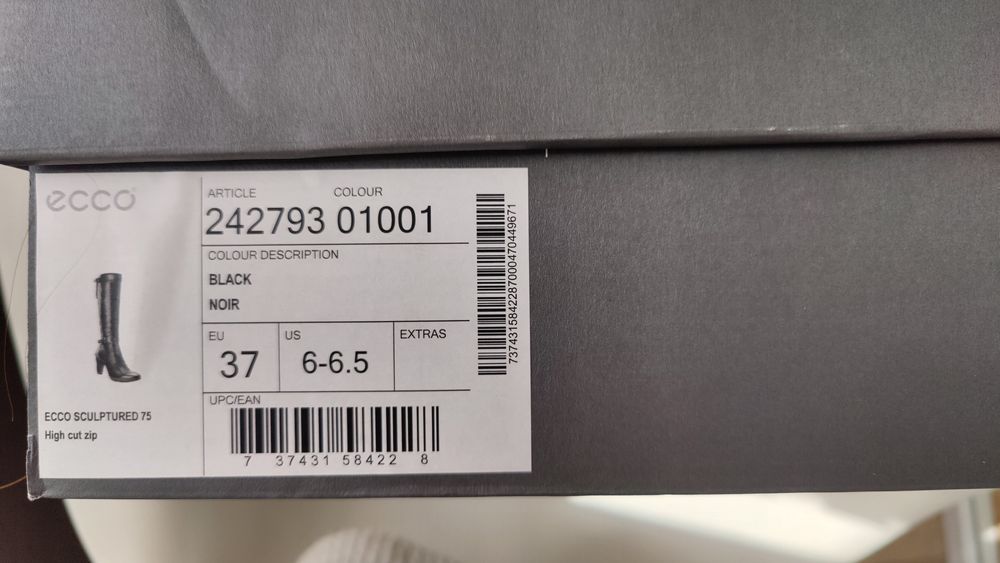 ecco
ECCO SCULPTURED 75
High cut zip
ARTICLE COLOUR
242793 01001
COLOUR DESCRIPTION
BLACK
NOIR
EU US EXTRAS
37 6-6.5
UPC/EAN
7 37431 58422 8
7374315842287000470449671